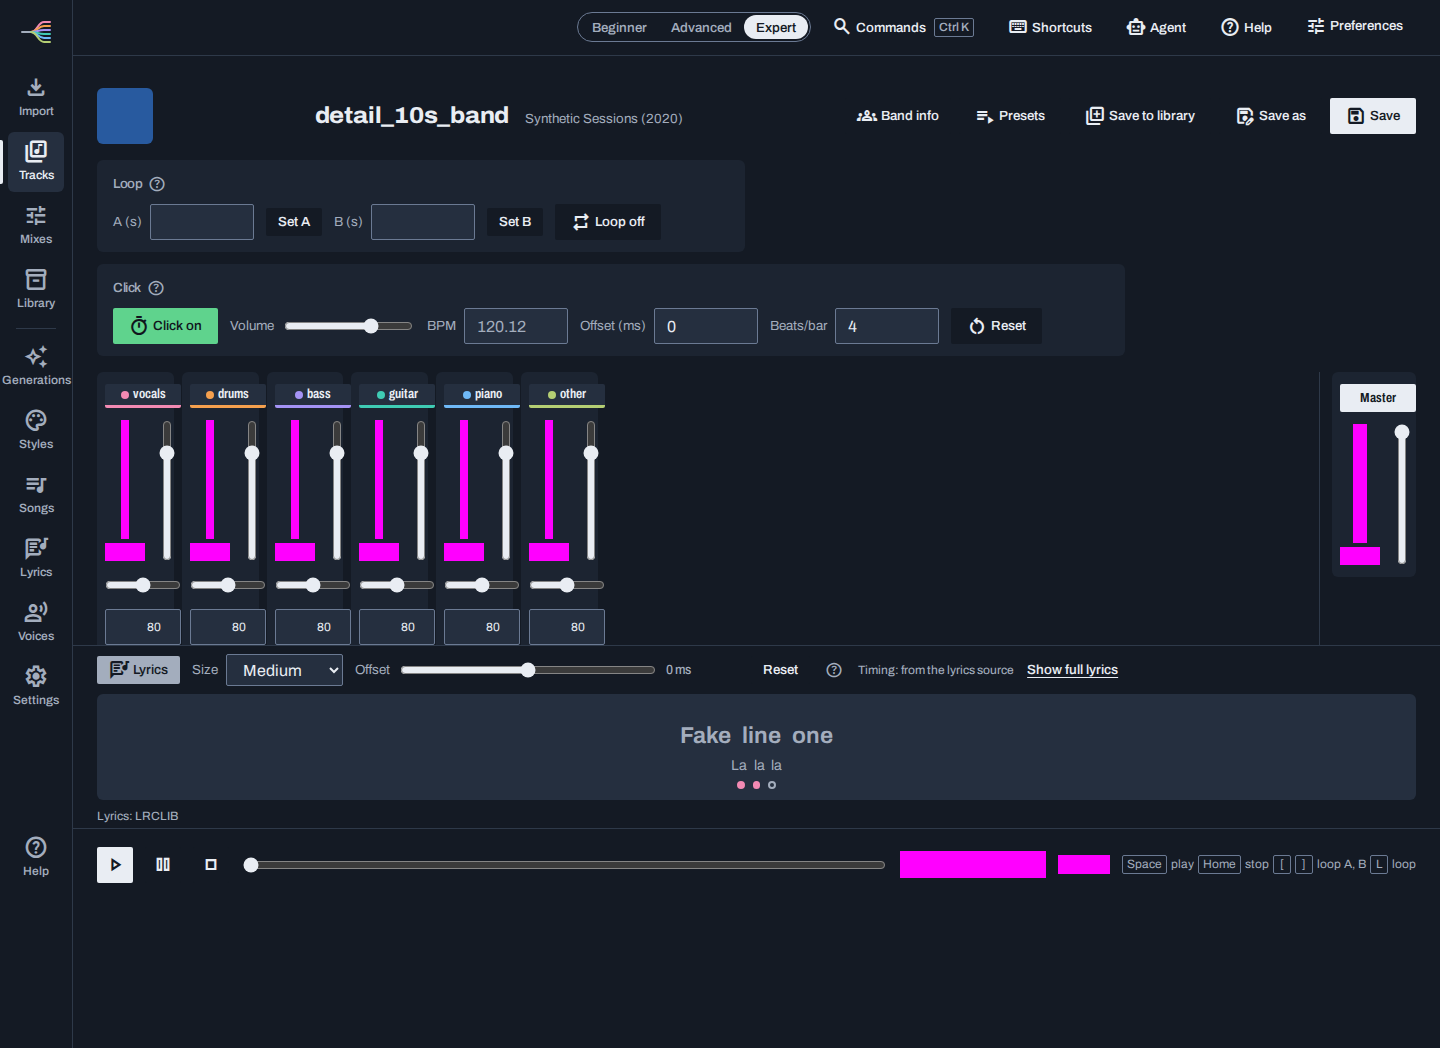 Beginner Advanced Expert Commands Ctrl K Shortcuts Agent Help Preferences
Import
Tracks
Mixes
Library
Generations
Styles
Songs
Lyrics
Voices
Settings
Help
detail_10s_band Synthetic Sessions (2020) Band info Presets Save to library Save as Save
Loop ?
A (s) Set A B (s) Set B Loop off
Click ?
Click on Volume BPM 120.12 Offset (ms) 0 Beats/bar 4 Reset
vocals drums bass guitar piano other Master
80 80 80 80 80 80
Lyrics Size Medium Offset 0 ms Reset ? Timing: from the lyrics source Show full lyrics
Fake line one
La la la
Lyrics: LRCLIB
Space play Home stop [ ] loop A, B L loop